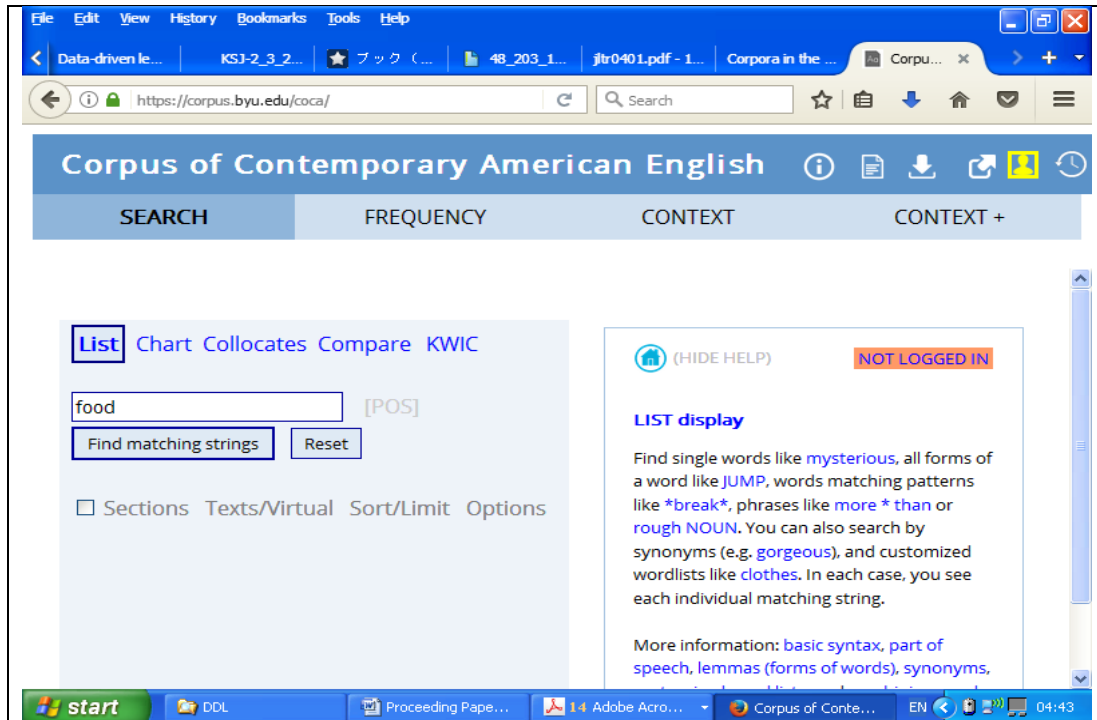 File Edit View History Bookmarks Tools Help
Data-driven le... KSJ-2_3_2... ブック (... 48_203_1... jltr0401.pdf - 1... Corpora in the ... Corpu...
https://corpus.byu.edu/coca/ Search
Corpus of Contemporary American English
SEARCH FREQUENCY CONTEXT CONTEXT +
List Chart Collocates Compare KWIC
food [POS]
Find matching strings Reset
Sections Texts/Virtual Sort/Limit Options
(HIDE HELP) NOT LOGGED IN
LIST display
Find single words like mysterious, all forms of
a word like JUMP, words matching patterns
like *break*, phrases like more * than or
rough NOUN. You can also search by
synonyms (e.g. gorgeous), and customized
wordlists like clothes. In each case, you see
each individual matching string.
More information: basic syntax, part of
speech, lemmas (forms of words), synonyms,
start DDL Proceeding Pape... 14 Adobe Acro... Corpus of Conte... EN 04:43